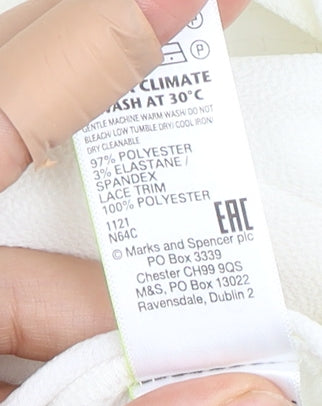 P
CLIMATE
WASH AT 30°C
GENTLE MACHINE WARM WASH/ DO NOT
BLEACH/ LOW TUMBLE DRY/ COOL IRON/
DRY CLEANABLE
97% POLYESTER
3% ELASTANE /
SPANDEX
LACE TRIM
100% POLYESTER
1121
N64C
EAC
© Marks and Spencer plc
PO Box 3339
Chester CH99 9QS
M&S, PO Box 13022
Ravensdale, Dublin 2